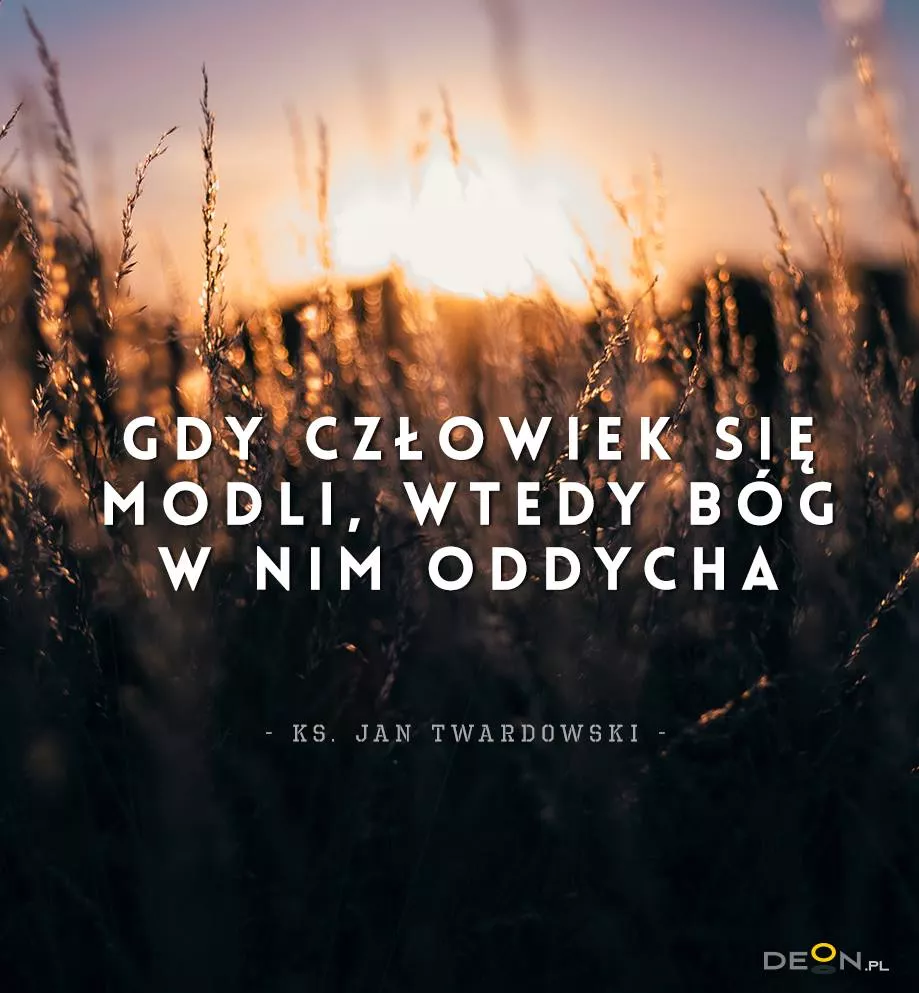 GDY CZŁOWIEK SIĘ
MODLI, WTEDY BÓG
W NIM ODDYCHA
- KS. JAN TWARDOWSKI -
DEON.PL